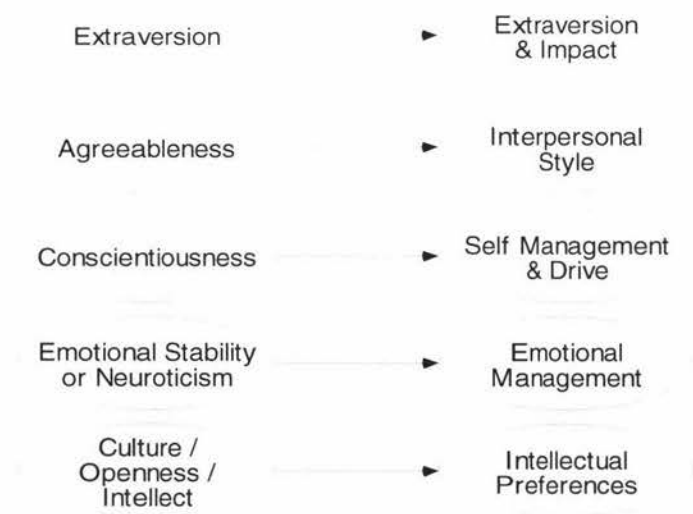 Extraversion
Extraversion
& Impact
Agreeableness
Interpersonal
Style
Conscientiousness
Self Management
& Drive
Emotional Stability
or Neuroticism
Emotional
Management
Culture /
Openness /
Intellect
Intellectual
Preferences